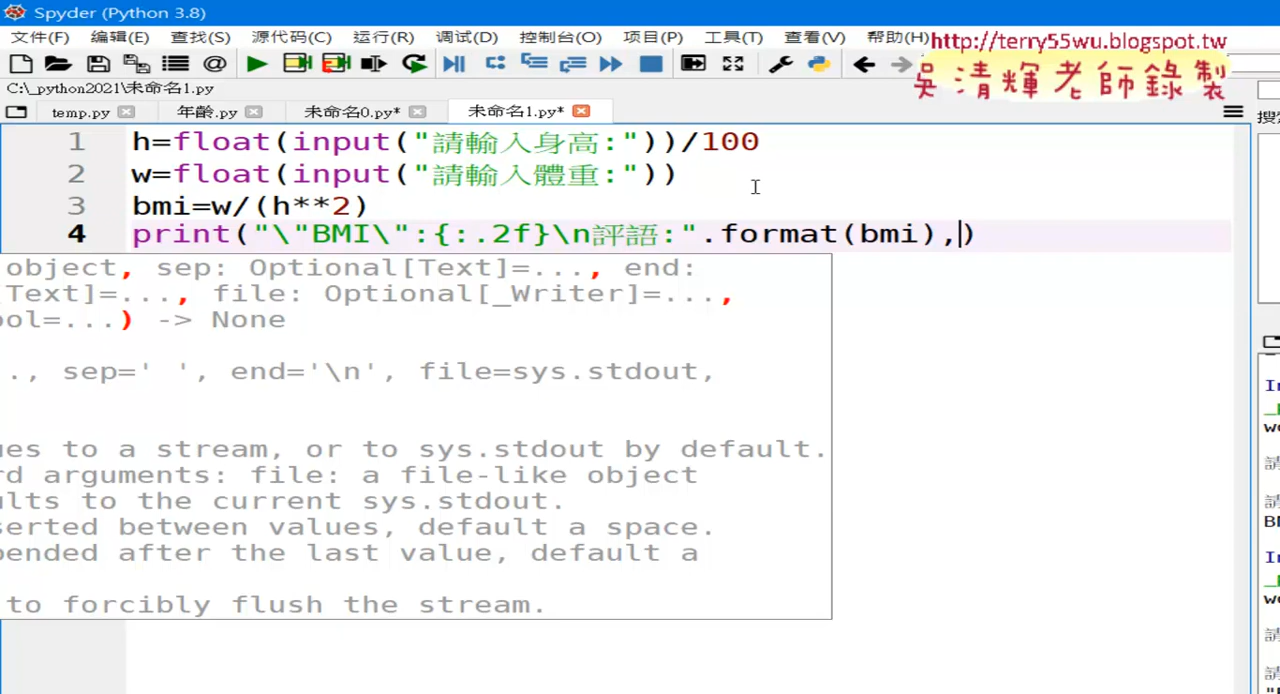 Spyder (Python 3.8)
文件(F) 编辑(E) 查找(S) 源代码(C) 运行(R) 调试(D) 控制台(O) 项目(P) 工具(T) 查看(V) 帮助(H)
http://terry55wu.blogspot.tw
吳清輝老師錄製
C:\_python2021\未命名1.py
temp.py 年龄.py 未命名0.py* 未命名1.py*
1 h=float(input("請輸入身高:"))/100
2 w=float(input("請輸入體重:"))
3 bmi=w/(h**2)
4 print("\"BMI\":{:.2f}\n評語:".format(bmi),)
object, sep: Optional[Text]=..., end:
[Text]=..., file: Optional[_Writer]=...,
ool=...) -> None
., sep=' ', end='\n', file=sys.stdout,
ues to a stream, or to sys.stdout by default.
rd arguments: file: a file-like object
ults to the current sys.stdout.
serted between values, default a space.
pended after the last value, default a
to forcibly flush the stream.